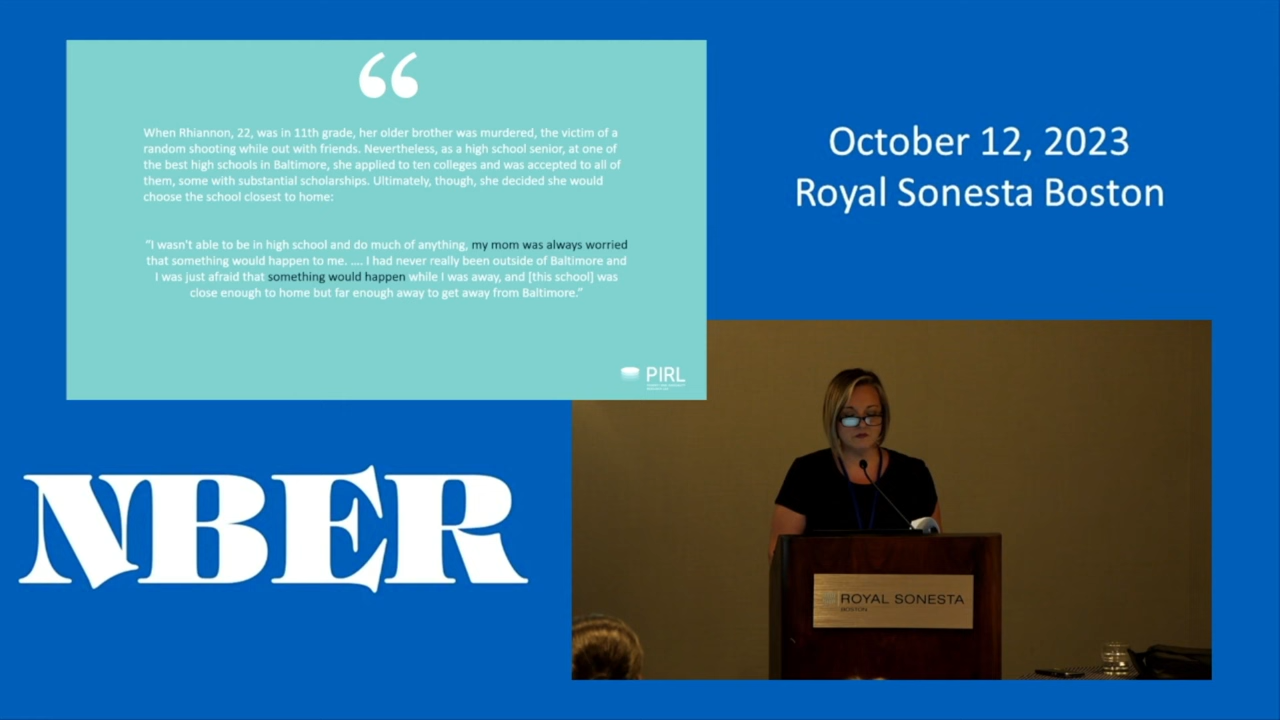 “
When Rhiannon, 22, was in 11th grade, her older brother was murdered, the victim of a
random shooting while out with friends. Nevertheless, as a high school senior, at one of
the best high schools in Baltimore, she applied to ten colleges and was accepted to all of
them, some with substantial scholarships. Ultimately, though, she decided she would
choose the school closest to home:
“I wasn't able to be in high school and do much of anything, my mom was always worried
that something would happen to me. .... I had never really been outside of Baltimore and
I was just afraid that something would happen while I was away, and [this school] was
close enough to home but far enough away to get away from Baltimore.”
PIRL
October 12, 2023
Royal Sonesta Boston
NBER
ROYAL SONESTA
BOSTON